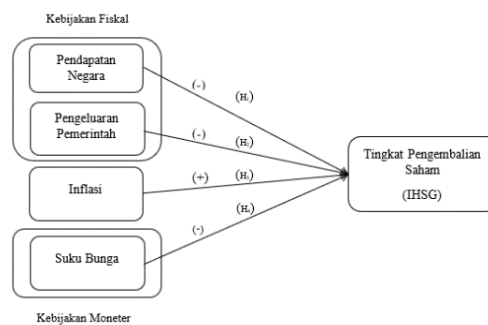 Kebijakan Fiskal
Pendapatan
Negara
(-)
(H₁)
Pengeluaran
Pemerintah
(-)
(H₂)
Inflasi
(+)
(H₃)
Suku Bunga
(-)
(H₄)
Tingkat Pengembalian
Saham
(IHSG)
Kebijakan Moneter